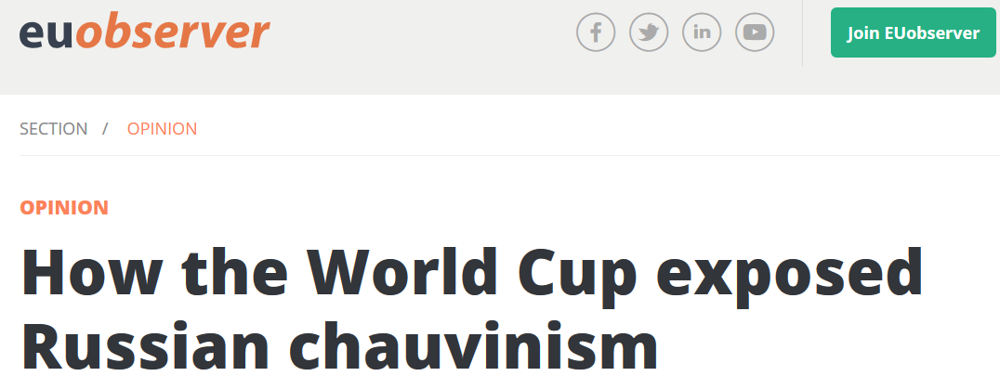 euobserver
Join EUobserver
SECTION / OPINION
OPINION
How the World Cup exposed
Russian chauvinism